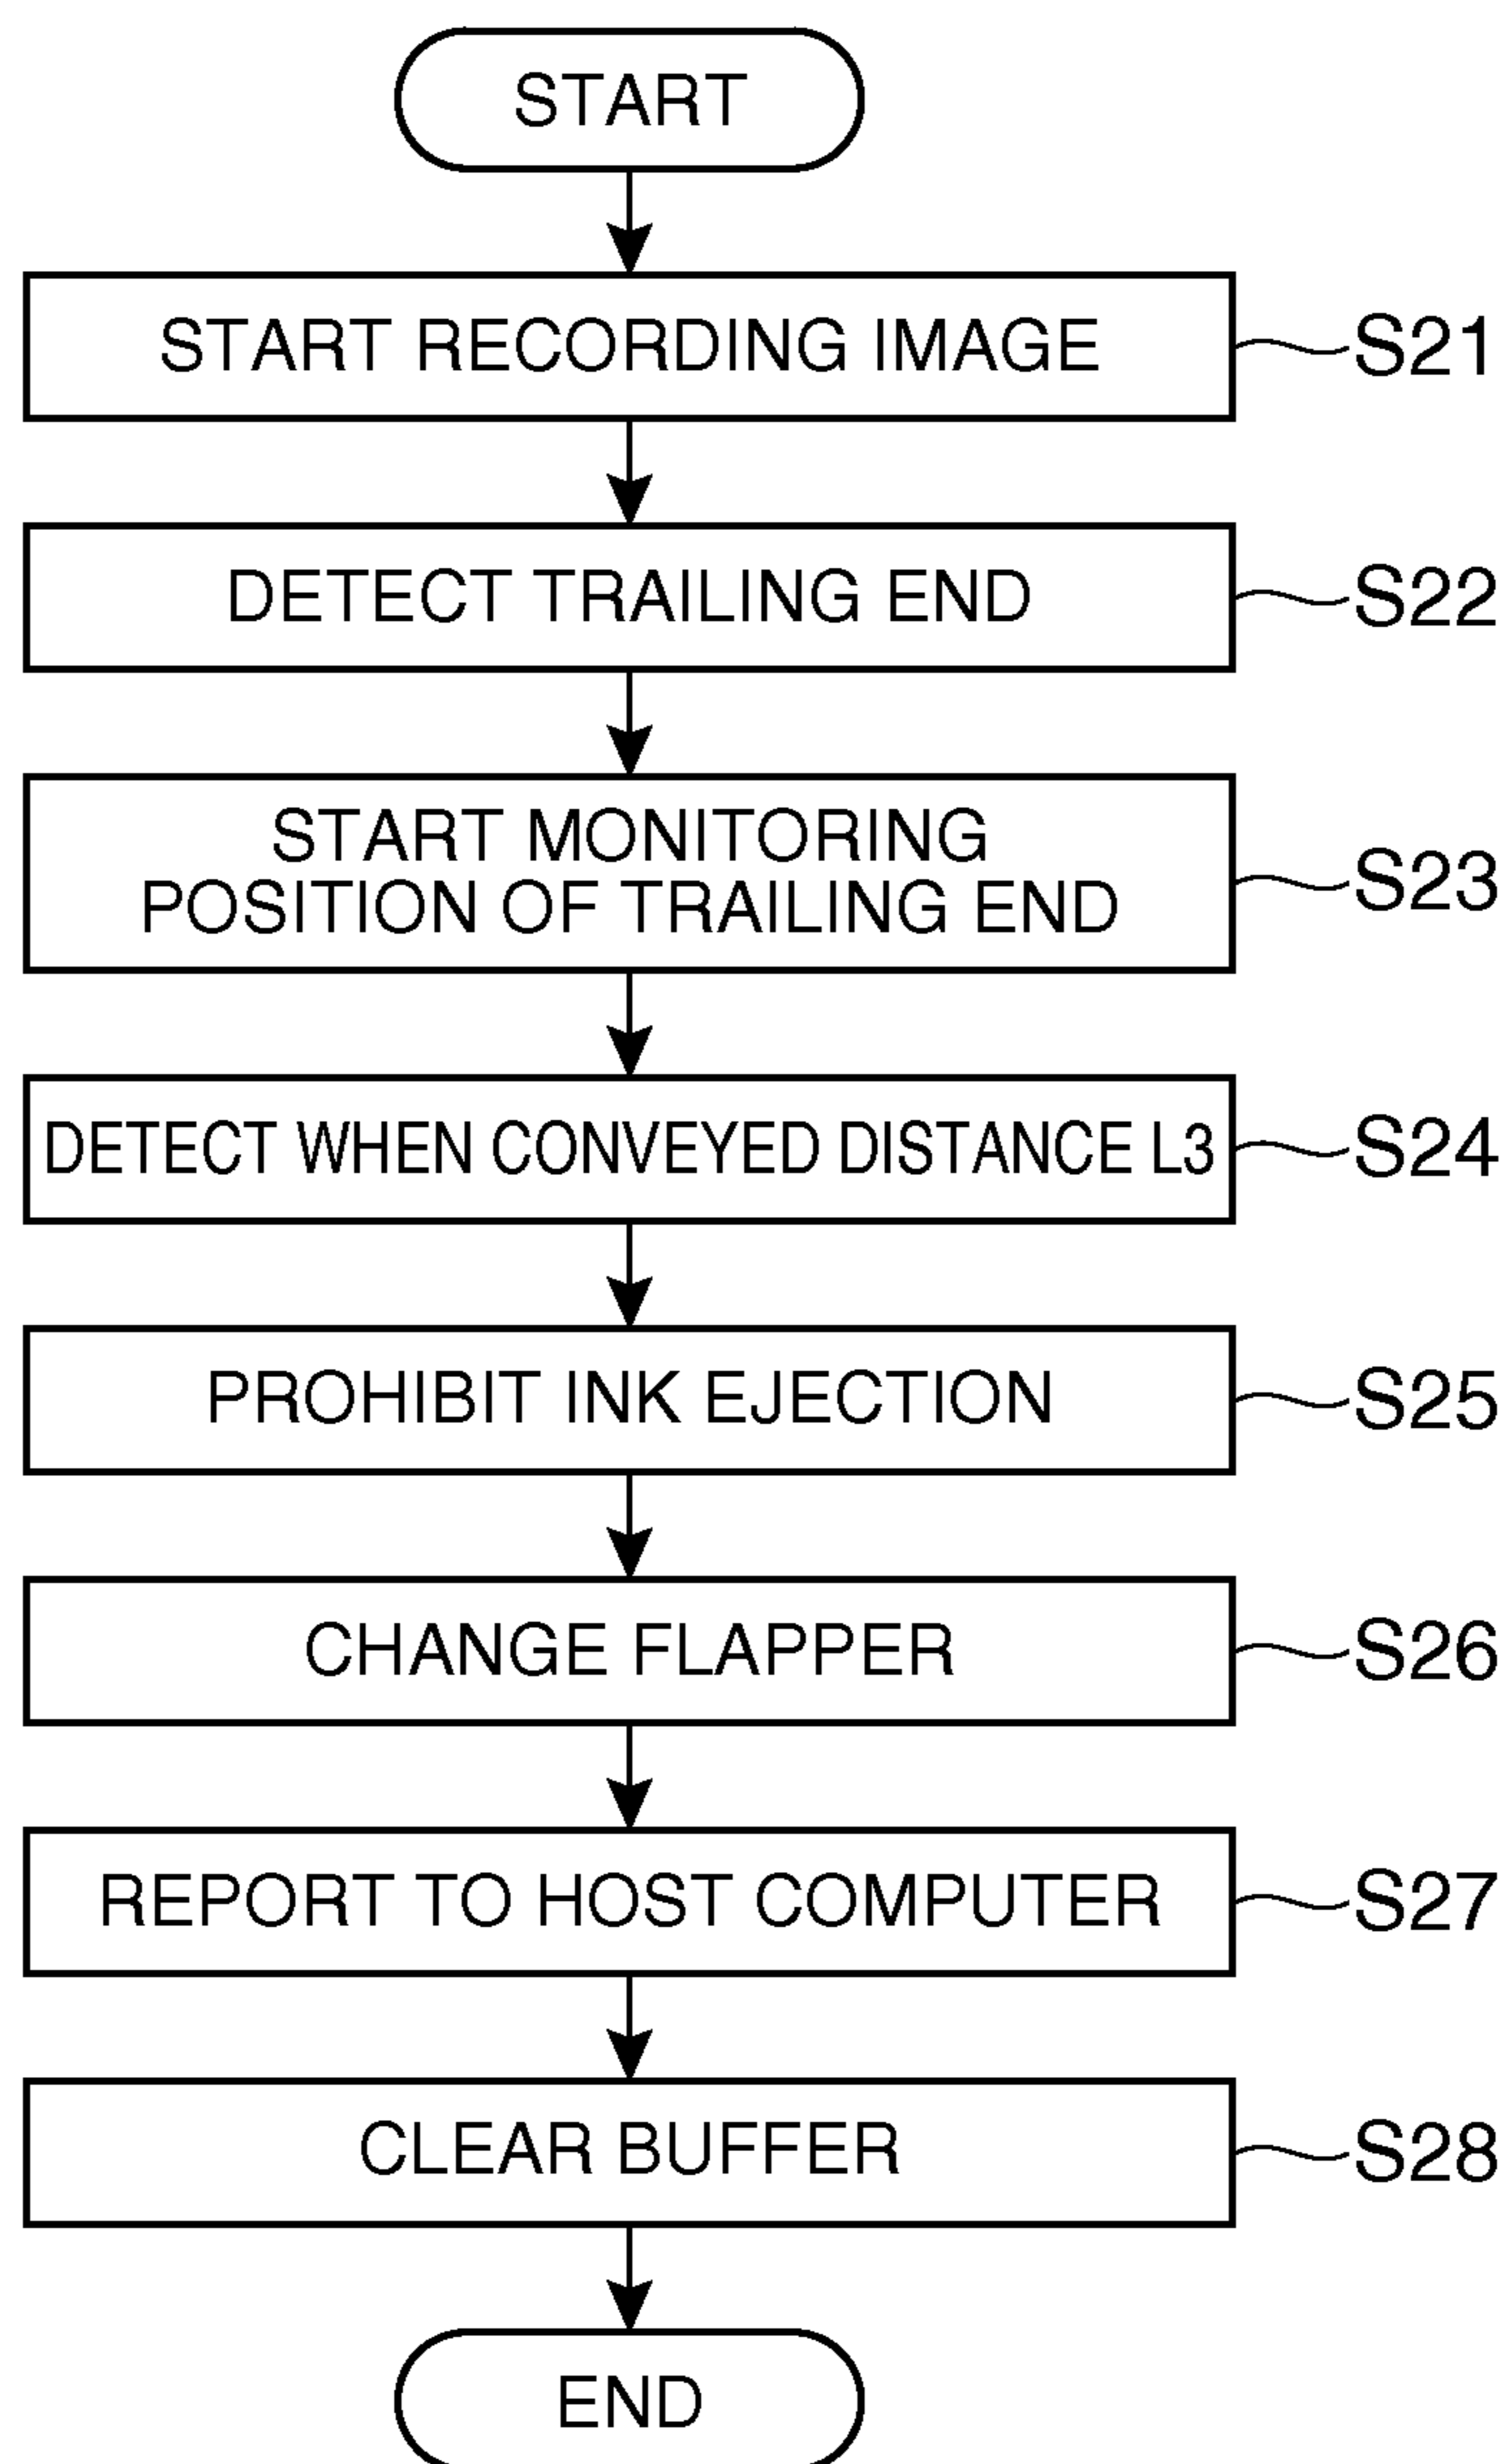 START
START RECORDING IMAGE
S21
DETECT TRAILING END
S22
START MONITORING
POSITION OF TRAILING END
S23
DETECT WHEN CONVEYED DISTANCE L3
S24
PROHIBIT INK EJECTION
S25
CHANGE FLAPPER
S26
REPORT TO HOST COMPUTER
S27
CLEAR BUFFER
S28
END